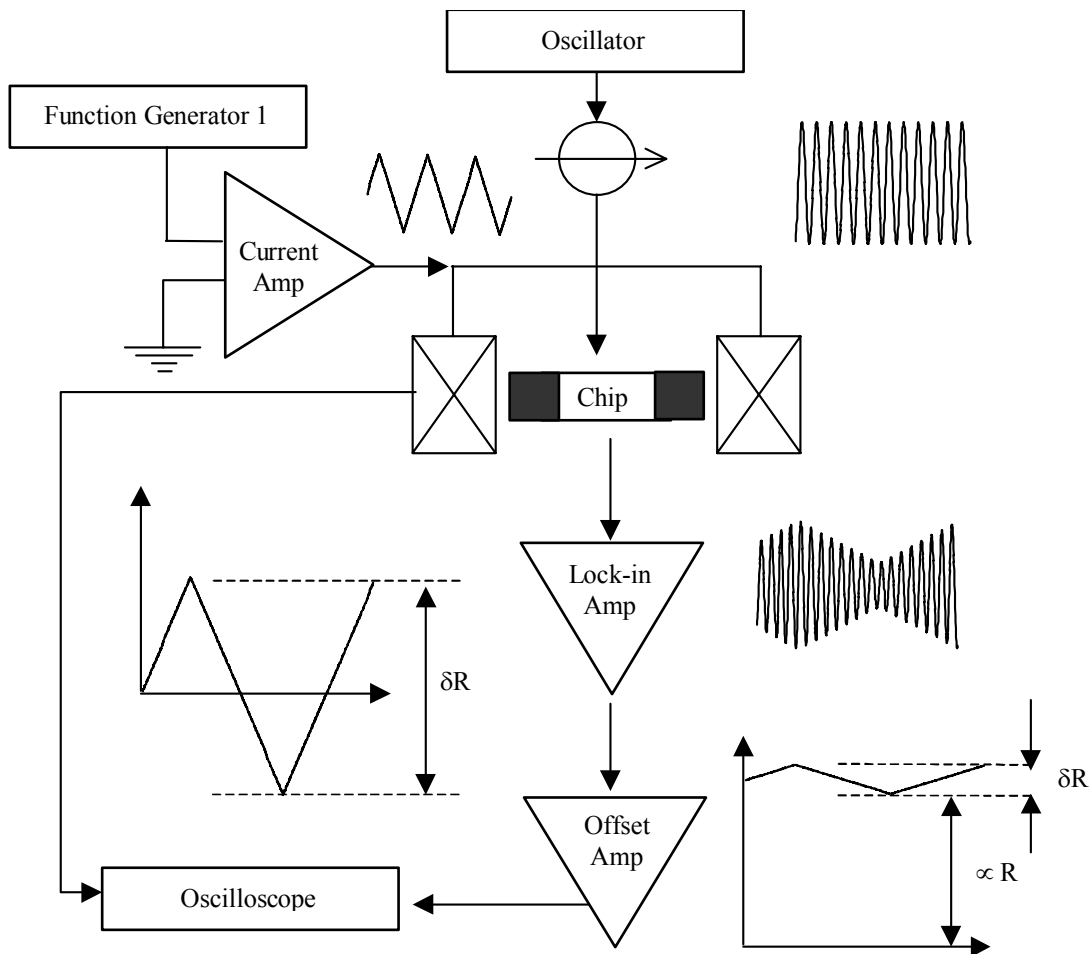 Oscillator
Function Generator 1
Current
Amp
Chip
Lock-in
Amp
δR
δR
Offset
Amp
∝ R
Oscilloscope